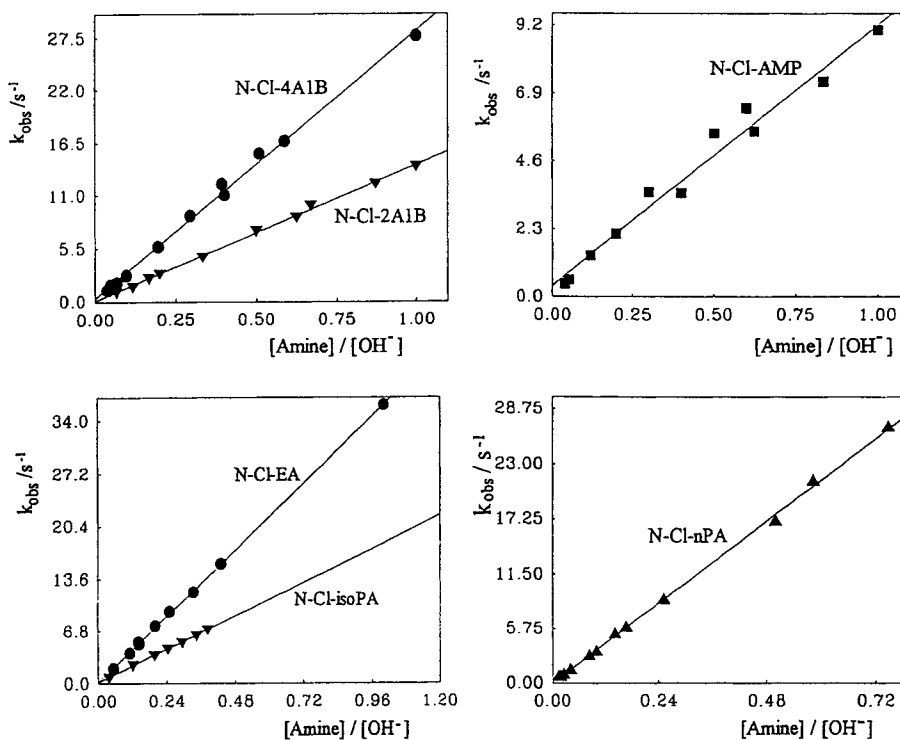 k_obs /s⁻¹
27.5
22.0
16.5
11.0
5.5
0.0
N-Cl-4A1B
N-Cl-2A1B
0.00 0.25 0.50 0.75 1.00
[Amine] / [OH⁻]
k_obs /s⁻¹
9.2
6.9
4.6
2.3
0.0
N-Cl-AMP
0.00 0.25 0.50 0.75 1.00
[Amine] / [OH⁻]
k_obs/s⁻¹
34.0
27.2
20.4
13.6
6.8
0.0
N-Cl-EA
N-Cl-isoPA
0.00 0.24 0.48 0.72 0.96 1.20
[Amine] / [OH⁻]
k_obs/ s⁻¹
28.75
23.00
17.25
11.50
5.75
0.00
N-Cl-nPA
0.00 0.24 0.48 0.72
[Amine] / [OH⁻]